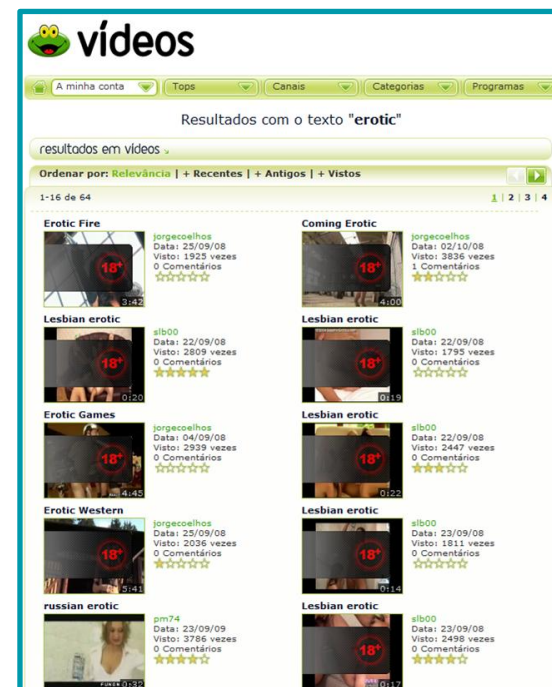 vídeos
A minha conta Tops Canais Categorias Programas
Resultados com o texto "erotic"
resultados em vídeos
Ordenar por: Relevância | + Recentes | + Antigos | + Vistos
1-16 de 64 1 | 2 | 3 | 4
Erotic Fire
18+
3:42
jorgecoelhos
Data: 25/09/08
Visto: 1925 vezes
0 Comentários
Coming Erotic
18+
4:00
jorgecoelhos
Data: 02/10/08
Visto: 3836 vezes
1 Comentários
Lesbian erotic
18+
0:20
slb00
Data: 22/09/08
Visto: 2809 vezes
0 Comentários
Lesbian erotic
18+
0:19
slb00
Data: 22/09/08
Visto: 1795 vezes
0 Comentários
Erotic Games
18+
4:45
jorgecoelhos
Data: 04/09/08
Visto: 2939 vezes
0 Comentários
Lesbian erotic
18+
0:22
slb00
Data: 22/09/08
Visto: 2447 vezes
0 Comentários
Erotic Western
18+
5:41
jorgecoelhos
Data: 25/09/08
Visto: 2036 vezes
0 Comentários
Lesbian erotic
18+
0:14
slb00
Data: 23/09/08
Visto: 1811 vezes
0 Comentários
russian erotic
0:32
pm74
Data: 23/09/09
Visto: 3786 vezes
0 Comentários
Lesbian erotic
18+
0:17
slb00
Data: 23/09/08
Visto: 2498 vezes
0 Comentários